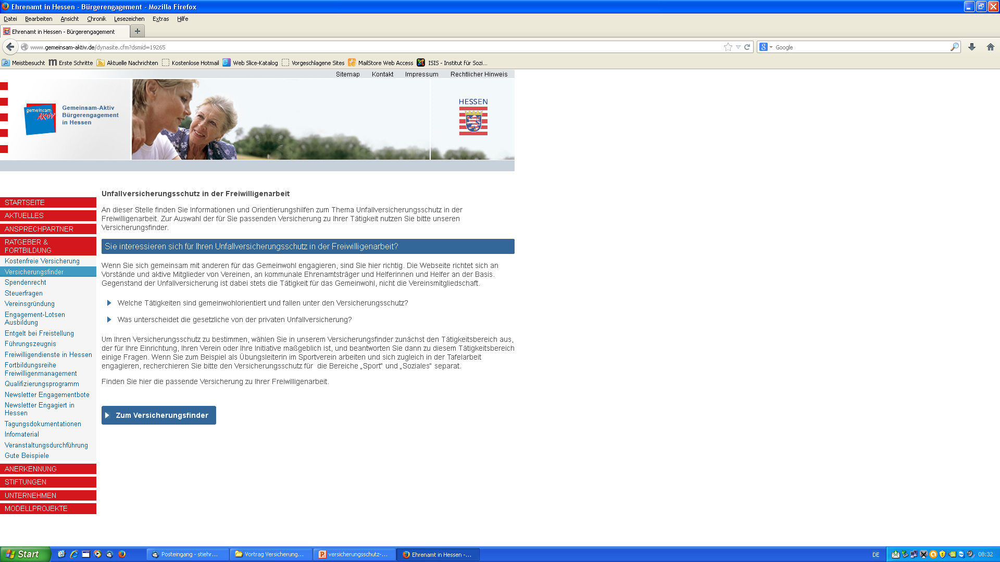 Ehrenamt in Hessen - Bürgerengagement - Mozilla Firefox
Datei Bearbeiten Ansicht Chronik Lesezeichen Extras Hilfe
Ehrenamt in Hessen - Bürgerengagement
www.gemeinsam-aktiv.de/dynasite.cfm?dsmid=19265
Google
Meistbesucht Erste Schritte Aktuelle Nachrichten Kostenlose Hotmail Web Slice-Katalog Vorgeschlagene Sites MailStore Web Access ISIS - Institut für Sozi...
Sitemap Kontakt Impressum Rechtlicher Hinweis
gemeinsam
AKTIV
Gemeinsam-Aktiv
Bürgerengagement
in Hessen
HESSEN
STARTSEITE
AKTUELLES
ANSPRECHPARTNER
RATGEBER &
FORTBILDUNG
Kostenfreie Versicherung
Versicherungsfinder
Spendenrecht
Steuerfragen
Vereinsgründung
Engagement-Lotsen
Ausbildung
Entgelt bei Freistellung
Führungszeugnis
Freiwilligendienste in Hessen
Fortbildungsreihe
Freiwilligenmanagement
Qualifizierungsprogramm
Newsletter Engagementbote
Newsletter Engagiert in
Hessen
Tagungsdokumentationen
Infomaterial
Veranstaltungsdurchführung
Gute Beispiele
ANERKENNUNG
STIFTUNGEN
UNTERNEHMEN
MODELLPROJEKTE
Unfallversicherungsschutz in der Freiwilligenarbeit
An dieser Stelle finden Sie Informationen und Orientierungshilfen zum Thema Unfallversicherungsschutz in der
Freiwilligenarbeit. Zur Auswahl der für Sie passenden Versicherung zu Ihrer Tätigkeit nutzen Sie bitte unseren
Versicherungsfinder.
Sie interessieren sich für Ihren Unfallversicherungsschutz in der Freiwilligenarbeit?
Wenn Sie sich gemeinsam mit anderen für das Gemeinwohl engagieren, sind Sie hier richtig. Die Webseite richtet sich an
Vorstände und aktive Mitglieder von Vereinen, an kommunale Ehrenamtsträger und Helferinnen und Helfer an der Basis.
Gegenstand der Unfallversicherung ist dabei stets die Tätigkeit für das Gemeinwohl, nicht die Vereinsmitgliedschaft.
Welche Tätigkeiten sind gemeinwohlorientiert und fallen unter den Versicherungsschutz?
Was unterscheidet die gesetzliche von der privaten Unfallversicherung?
Um Ihren Versicherungsschutz zu bestimmen, wählen Sie in unserem Versicherungsfinder zunächst den Tätigkeitsbereich aus,
der für Ihre Einrichtung, Ihren Verein oder Ihre Initiative maßgeblich ist, und beantworten Sie dann zu diesem Tätigkeitsbereich
einige Fragen. Wenn Sie zum Beispiel als Übungsleiterin im Sportverein arbeiten und sich zugleich in der Tafelarbeit
engagieren, recherchieren Sie bitte den Versicherungsschutz für die Bereiche „Sport“ und „Soziales“ separat.
Finden Sie hier die passende Versicherung zu Ihrer Freiwilligenarbeit.
Zum Versicherungsfinder
Start Posteingang - stiehr... Vortrag Versicherung... versicherungsschutz-... Ehrenamt in Hessen -... DE 08:32